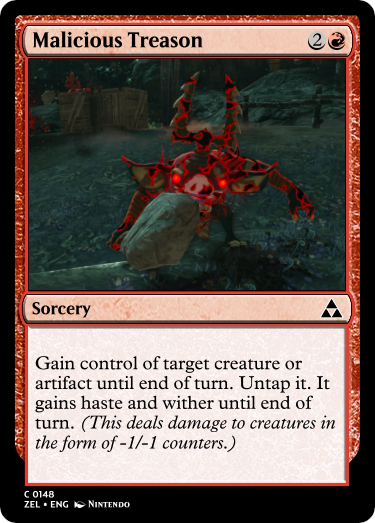 Malicious Treason 2
Sorcery
Gain control of target creature or
artifact until end of turn. Untap it. It
gains haste and wither until end of
turn. (This deals damage to creatures in
the form of -1/-1 counters.)
C 0148
ZEL • ENG Nintendo